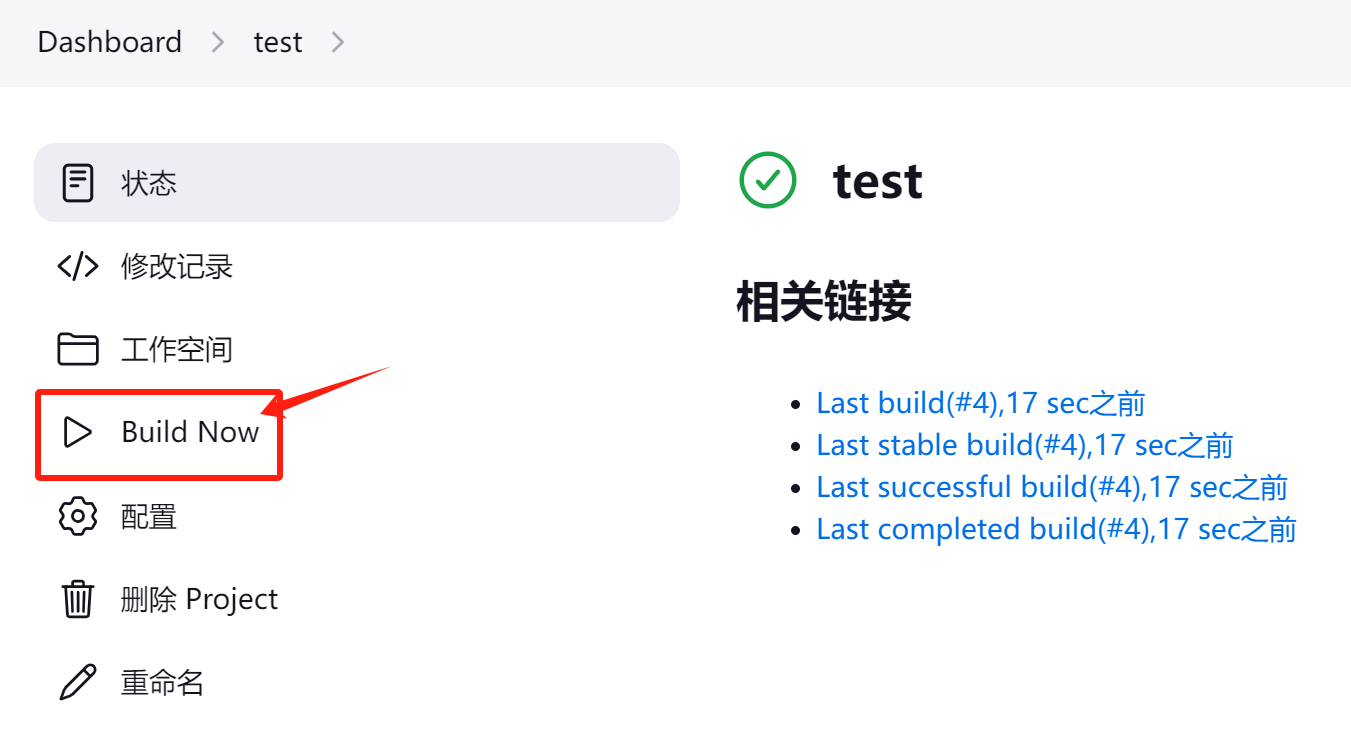 Dashboard > test >
状态
修改记录
工作空间
Build Now
配置
删除 Project
重命名
test
相关链接
Last build(#4),17 sec之前
Last stable build(#4),17 sec之前
Last successful build(#4),17 sec之前
Last completed build(#4),17 sec之前